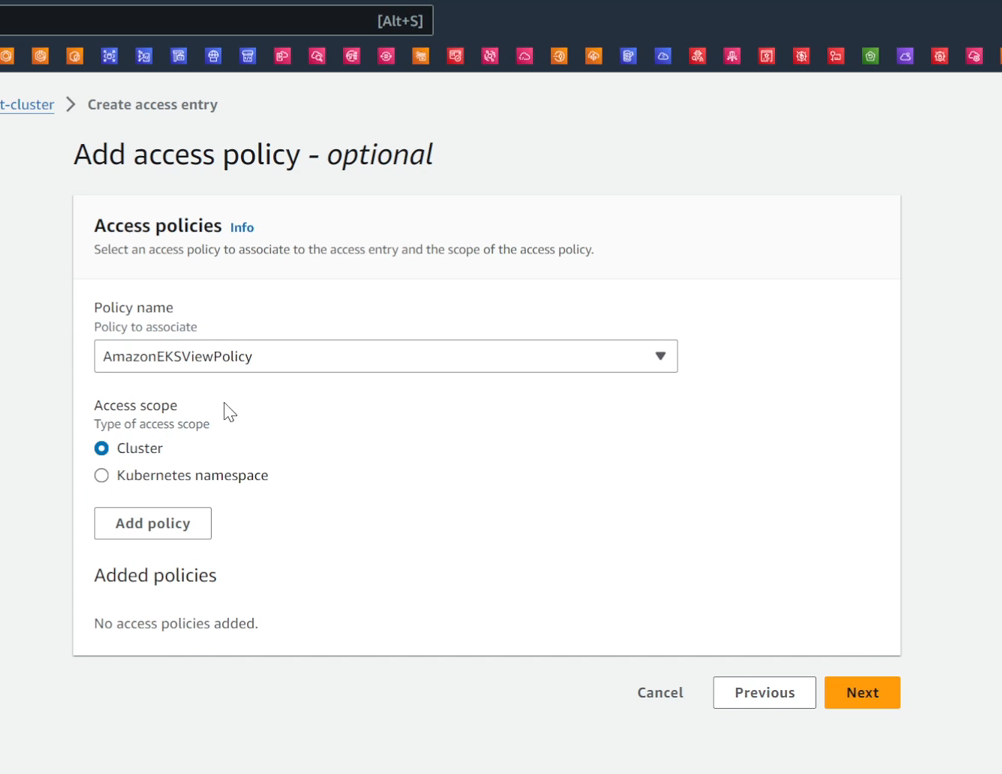 [Alt+S]
t-cluster > Create access entry
Add access policy - optional
Access policies Info
Select an access policy to associate to the access entry and the scope of the access policy.
Policy name
Policy to associate
AmazonEKSViewPolicy
Access scope
Type of access scope
Cluster
Kubernetes namespace
Add policy
Added policies
No access policies added.
Cancel Previous Next